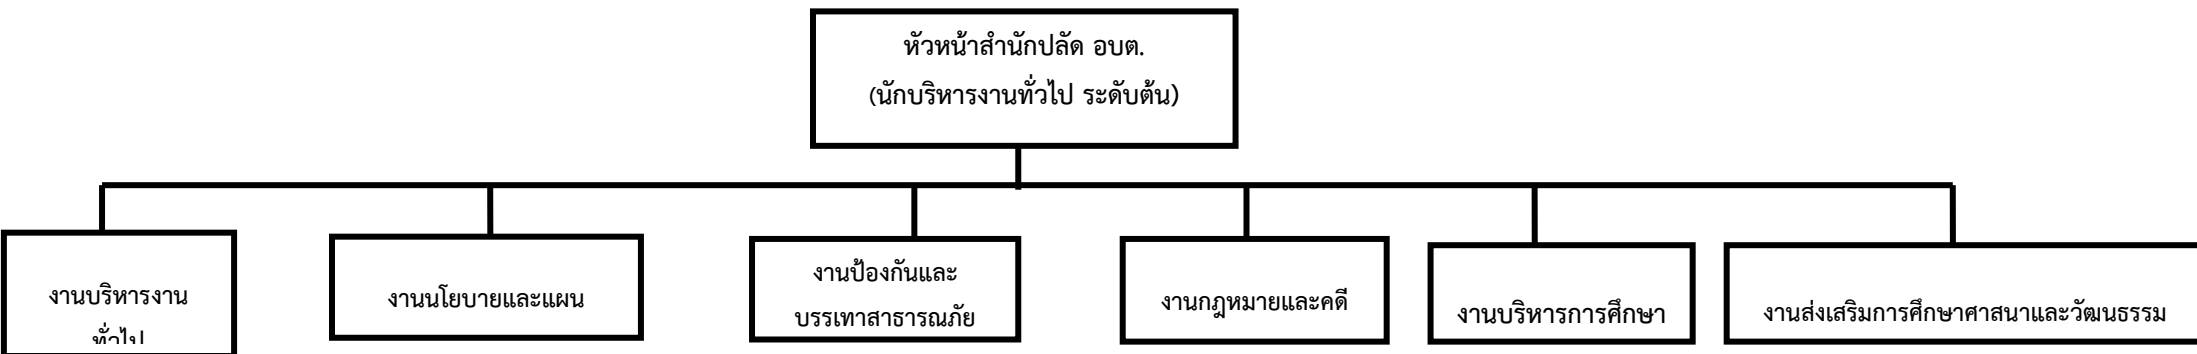 หัวหน้าสำนักปลัด อบต.
(นักบริหารงานทั่วไป ระดับต้น)
งานบริหารงาน
ทั่วไป
งานนโยบายและแผน
งานป้องกันและ
บรรเทาสาธารณภัย
งานกฎหมายและคดี
งานบริหารการศึกษา
งานส่งเสริมการศึกษาศาสนาและวัฒนธรรม